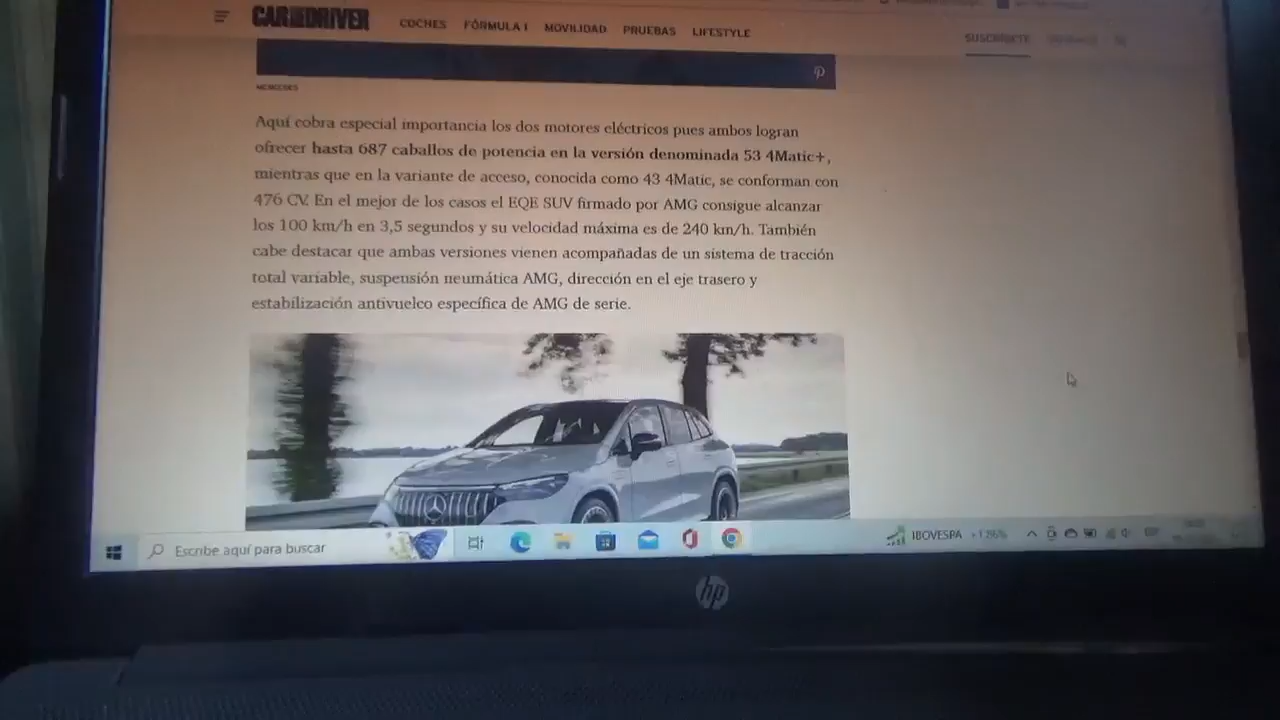 CAR AND DRIVER
COCHES FÓRMULA 1 MOVILIDAD PRUEBAS LIFESTYLE
SUSCRÍBETE
MERCEDES
Aquí cobra especial importancia los dos motores eléctricos pues ambos logran
ofrecer hasta 687 caballos de potencia en la versión denominada 53 4Matic+,
mientras que en la variante de acceso, conocida como 43 4Matic, se conforman con
476 CV. En el mejor de los casos el EQE SUV firmado por AMG consigue alcanzar
los 100 km/h en 3,5 segundos y su velocidad máxima es de 240 km/h. También
cabe destacar que ambas versiones vienen acompañadas de un sistema de tracción
total variable, suspensión neumática AMG, dirección en el eje trasero y
estabilización antivuelco específica de AMG de serie.
Escribe aquí para buscar
IBOVESPA
hp